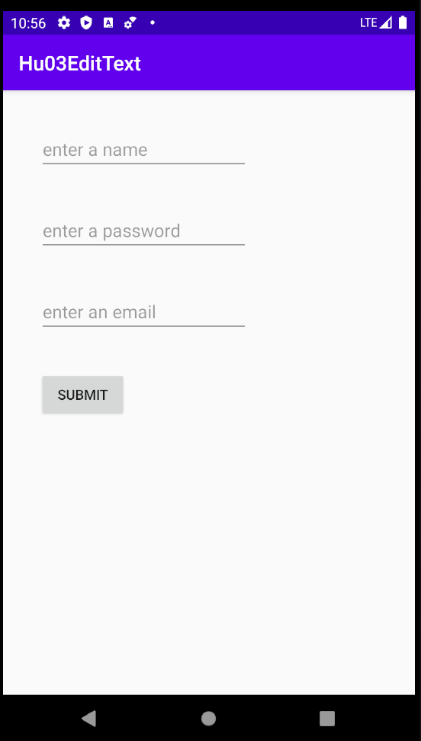 10:56 A LTE
Hu03EditText
enter a name
enter a password
enter an email
SUBMIT